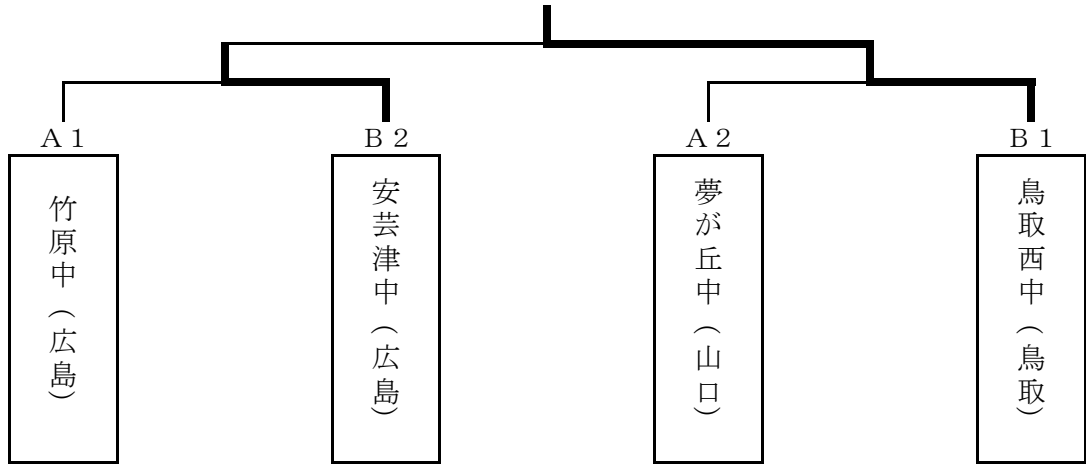 Ａ１
Ｂ２
Ａ２
Ｂ１
竹原中（広島）
安芸津中（広島）
夢が丘中（山口）
鳥取西中（鳥取）